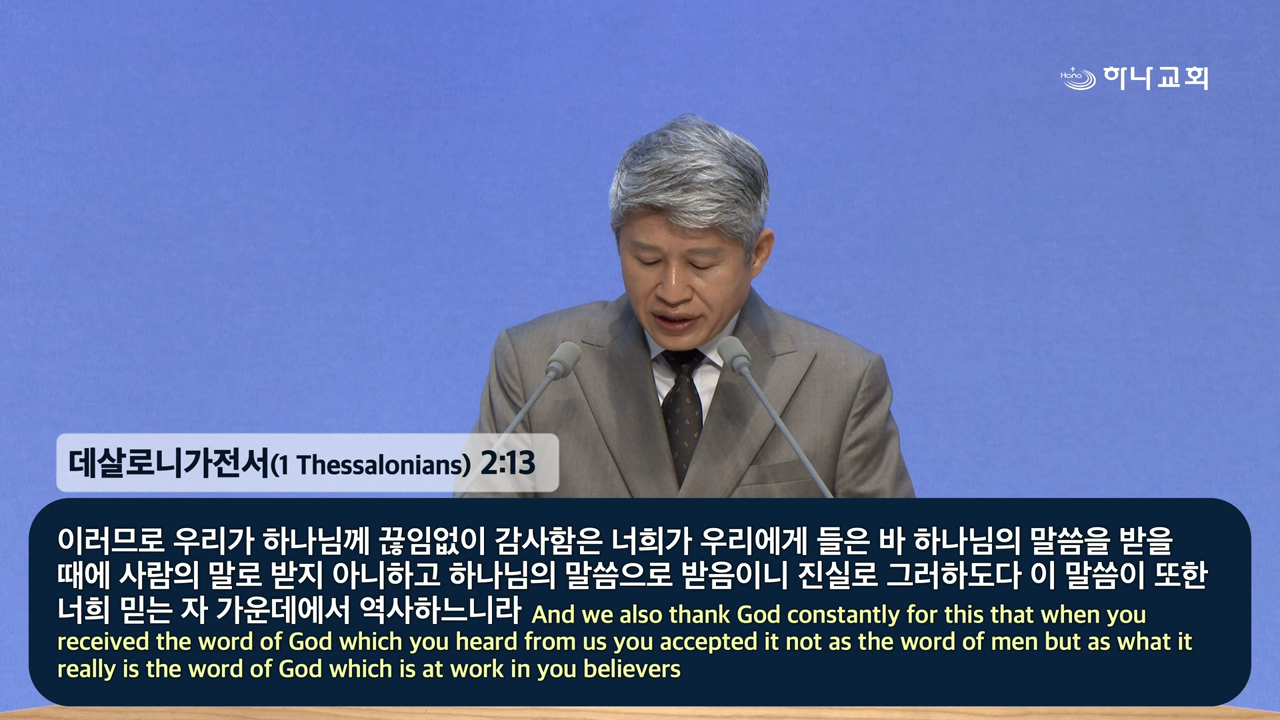 Hana 하나교회
데살로니가전서(1 Thessalonians) 2:13
이러므로 우리가 하나님께 끊임없이 감사함은 너희가 우리에게 들은 바 하나님의 말씀을 받을
때에 사람의 말로 받지 아니하고 하나님의 말씀으로 받음이니 진실로 그러하도다 이 말씀이 또한
너희 믿는 자 가운데에서 역사하느니라 And we also thank God constantly for this that when you
received the word of God which you heard from us you accepted it not as the word of men but as what it
really is the word of God which is at work in you believers